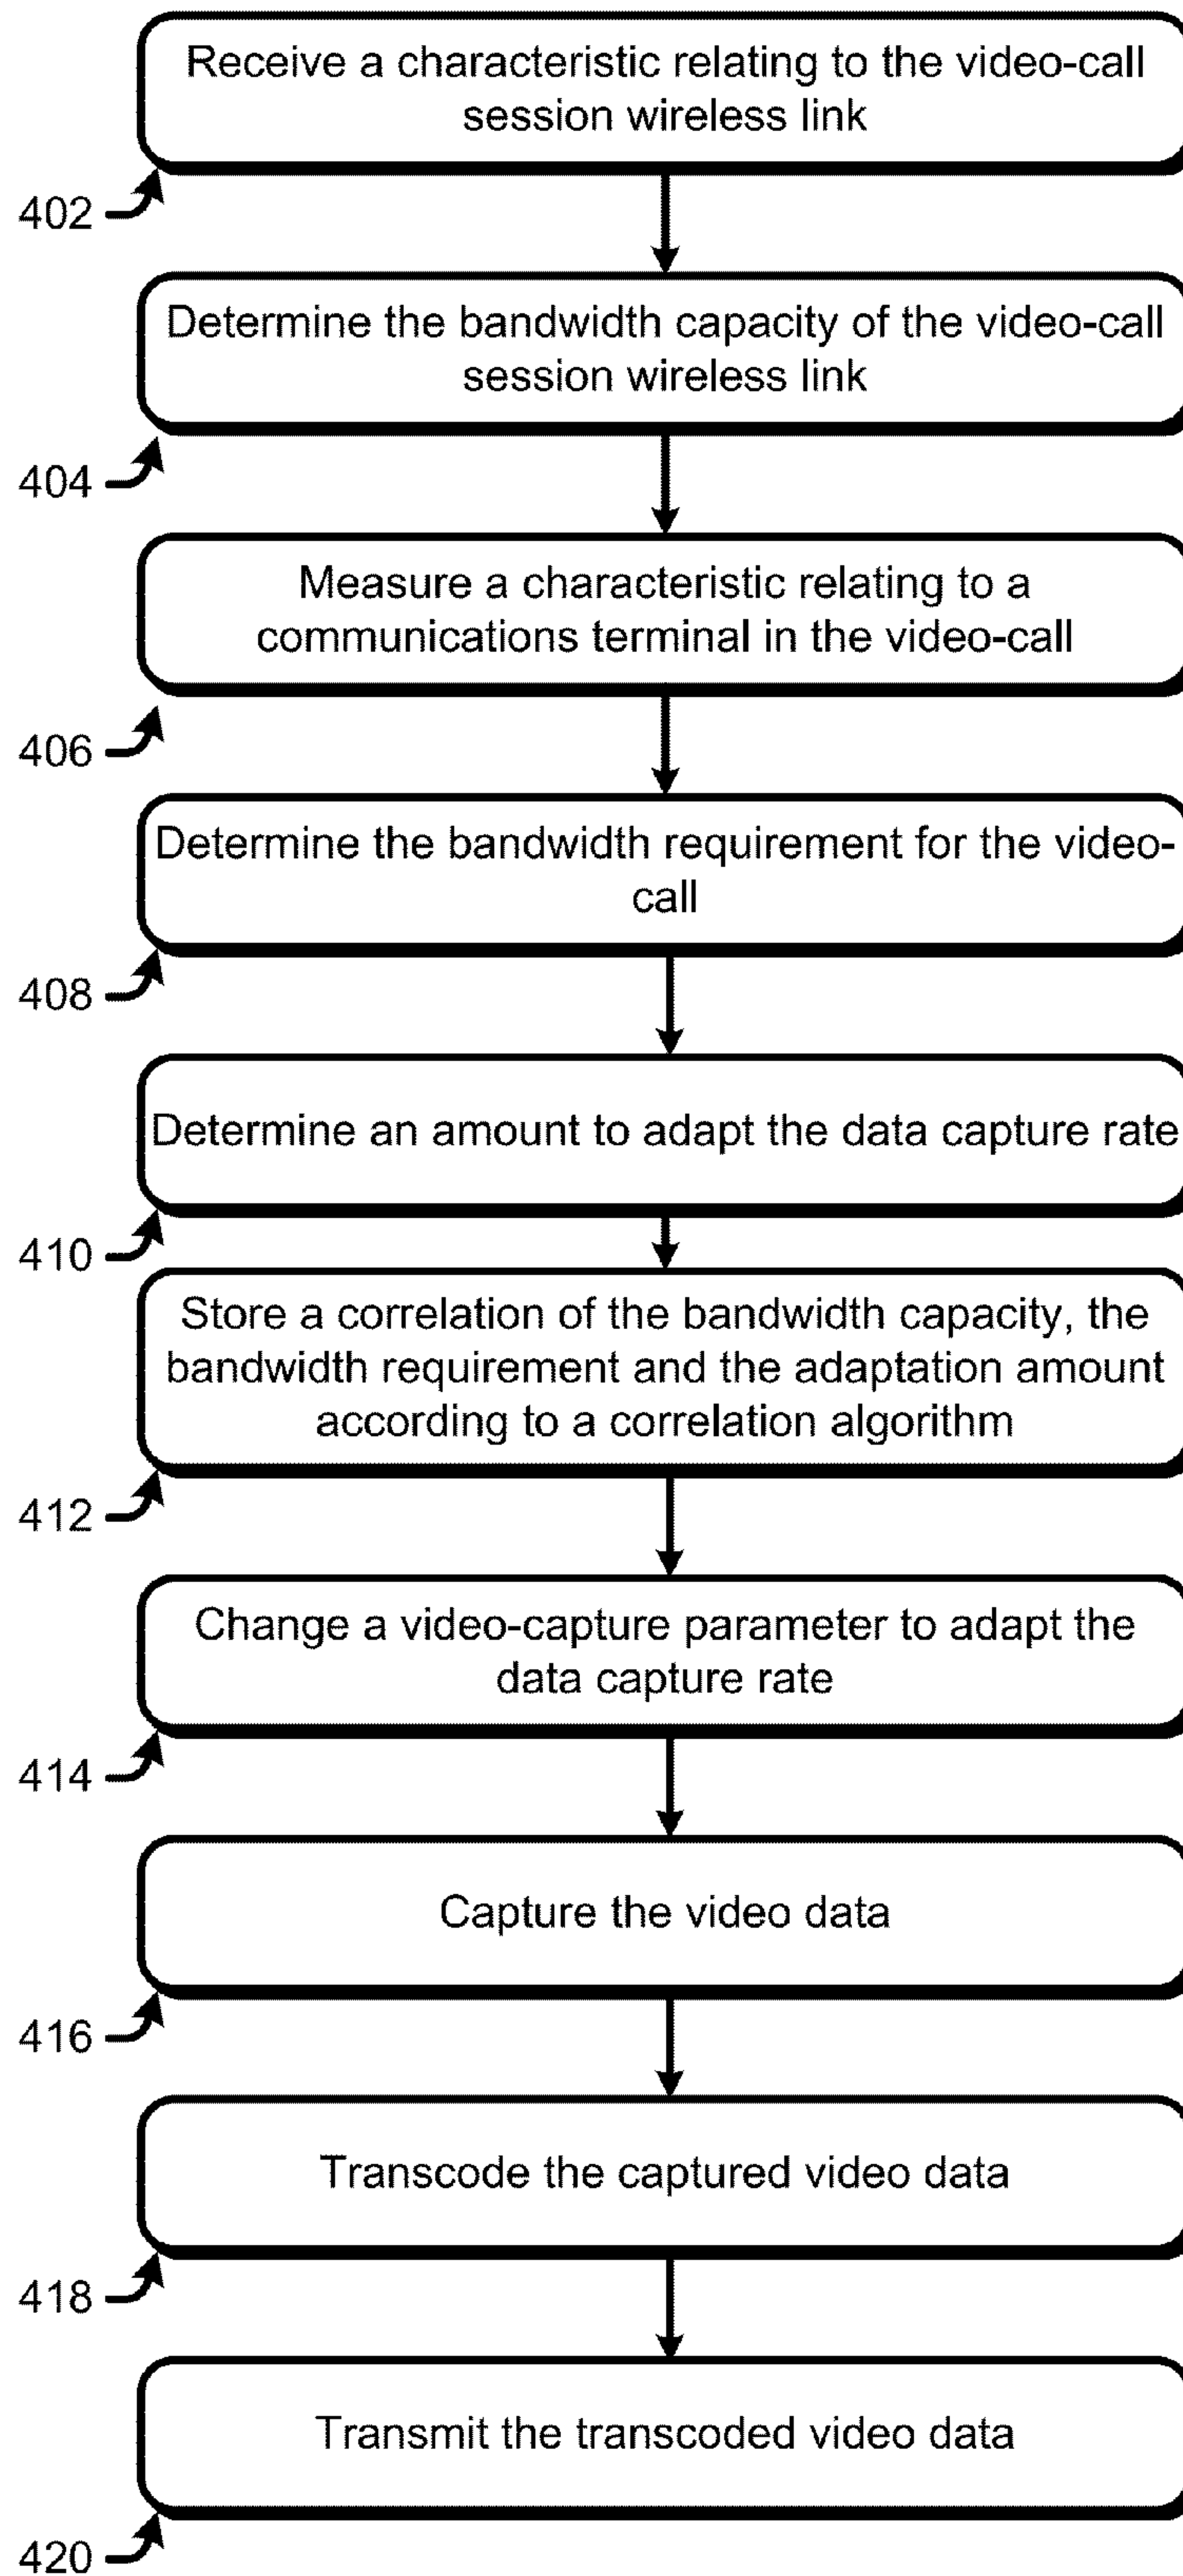 Receive a characteristic relating to the video-call
session wireless link
402
Determine the bandwidth capacity of the video-call
session wireless link
404
Measure a characteristic relating to a
communications terminal in the video-call
406
Determine the bandwidth requirement for the video-
call
408
Determine an amount to adapt the data capture rate
410
Store a correlation of the bandwidth capacity, the
bandwidth requirement and the adaptation amount
according to a correlation algorithm
412
Change a video-capture parameter to adapt the
data capture rate
414
Capture the video data
416
Transcode the captured video data
418
Transmit the transcoded video data
420